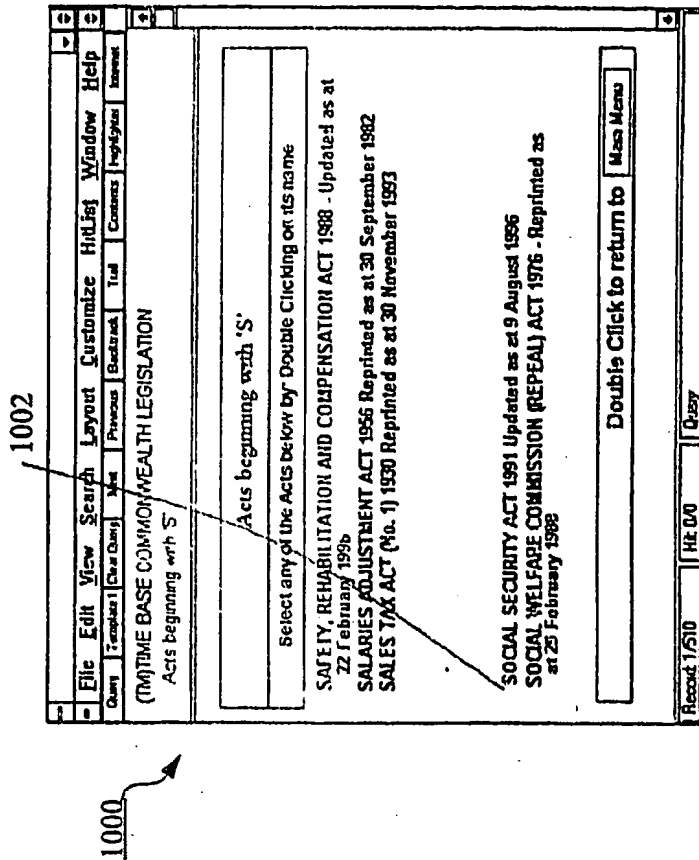 1002
1000
File Edit View Search Layout Customize HitList Window Help
Query Template1 Clear Query Next Previous Backtrack Trail Contents Highlighter Internet
(TM)TIME BASE COMMONWEALTH LEGISLATION
Acts beginning with 'S'
Acts beginning with 'S'
Select any of the Acts below by Double Clicking on its name
SAFETY, REHABILITATION AND COMPENSATION ACT 1988 - Updated as at
22 February 1996
SALARIES ADJUSTMENT ACT 1956 Reprinted as at 30 September 1982
SALES TAX ACT (No. 1) 1930 Reprinted as at 30 November 1993
SOCIAL SECURITY ACT 1991 Updated as at 9 August 1996
SOCIAL WELFARE COMMISSION (REPEAL) ACT 1976 - Reprinted as
at 25 February 1988
Double Click to return to Main Menu
Record 1/510 Hit 0/0 Query